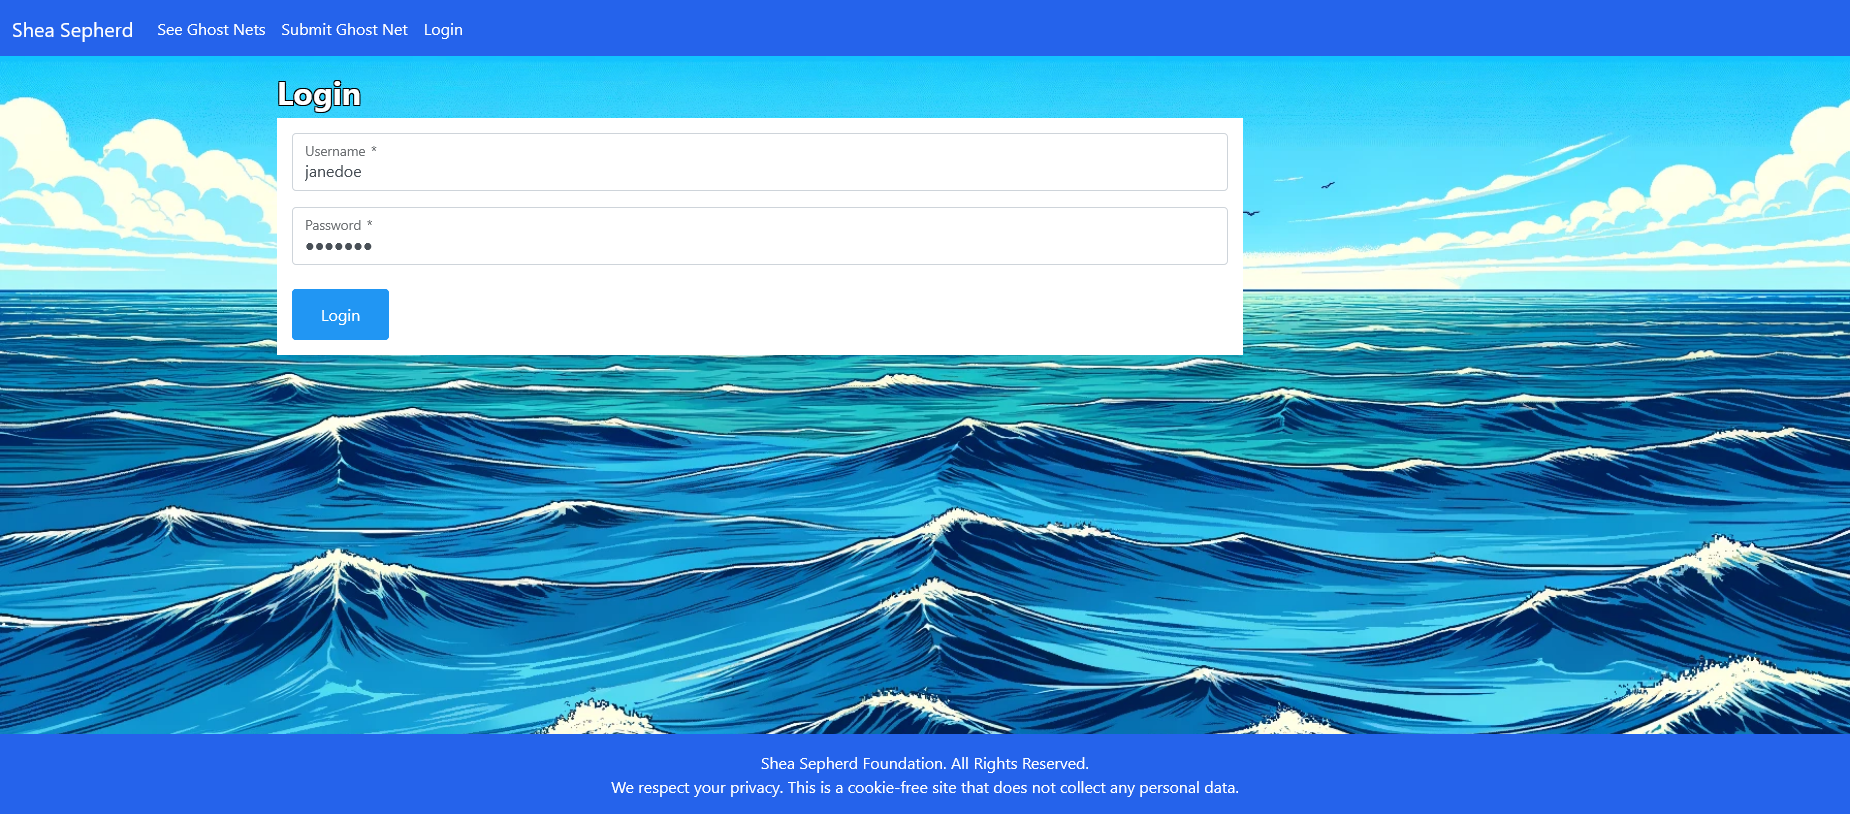 Shea Sepherd See Ghost Nets Submit Ghost Net Login
Login
Username *
janedoe
Password *
●●●●●●●
Login
Shea Sepherd Foundation. All Rights Reserved.
We respect your privacy. This is a cookie-free site that does not collect any personal data.